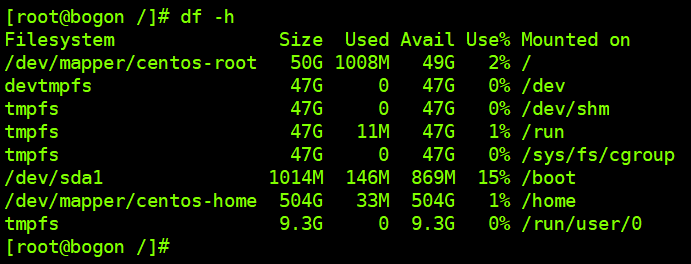 [root@bogon /]# df -h
Filesystem Size Used Avail Use% Mounted on
/dev/mapper/centos-root 50G 1008M 49G 2% /
devtmpfs 47G 0 47G 0% /dev
tmpfs 47G 0 47G 0% /dev/shm
tmpfs 47G 11M 47G 1% /run
tmpfs 47G 0 47G 0% /sys/fs/cgroup
/dev/sda1 1014M 146M 869M 15% /boot
/dev/mapper/centos-home 504G 33M 504G 1% /home
tmpfs 9.3G 0 9.3G 0% /run/user/0
[root@bogon /]#